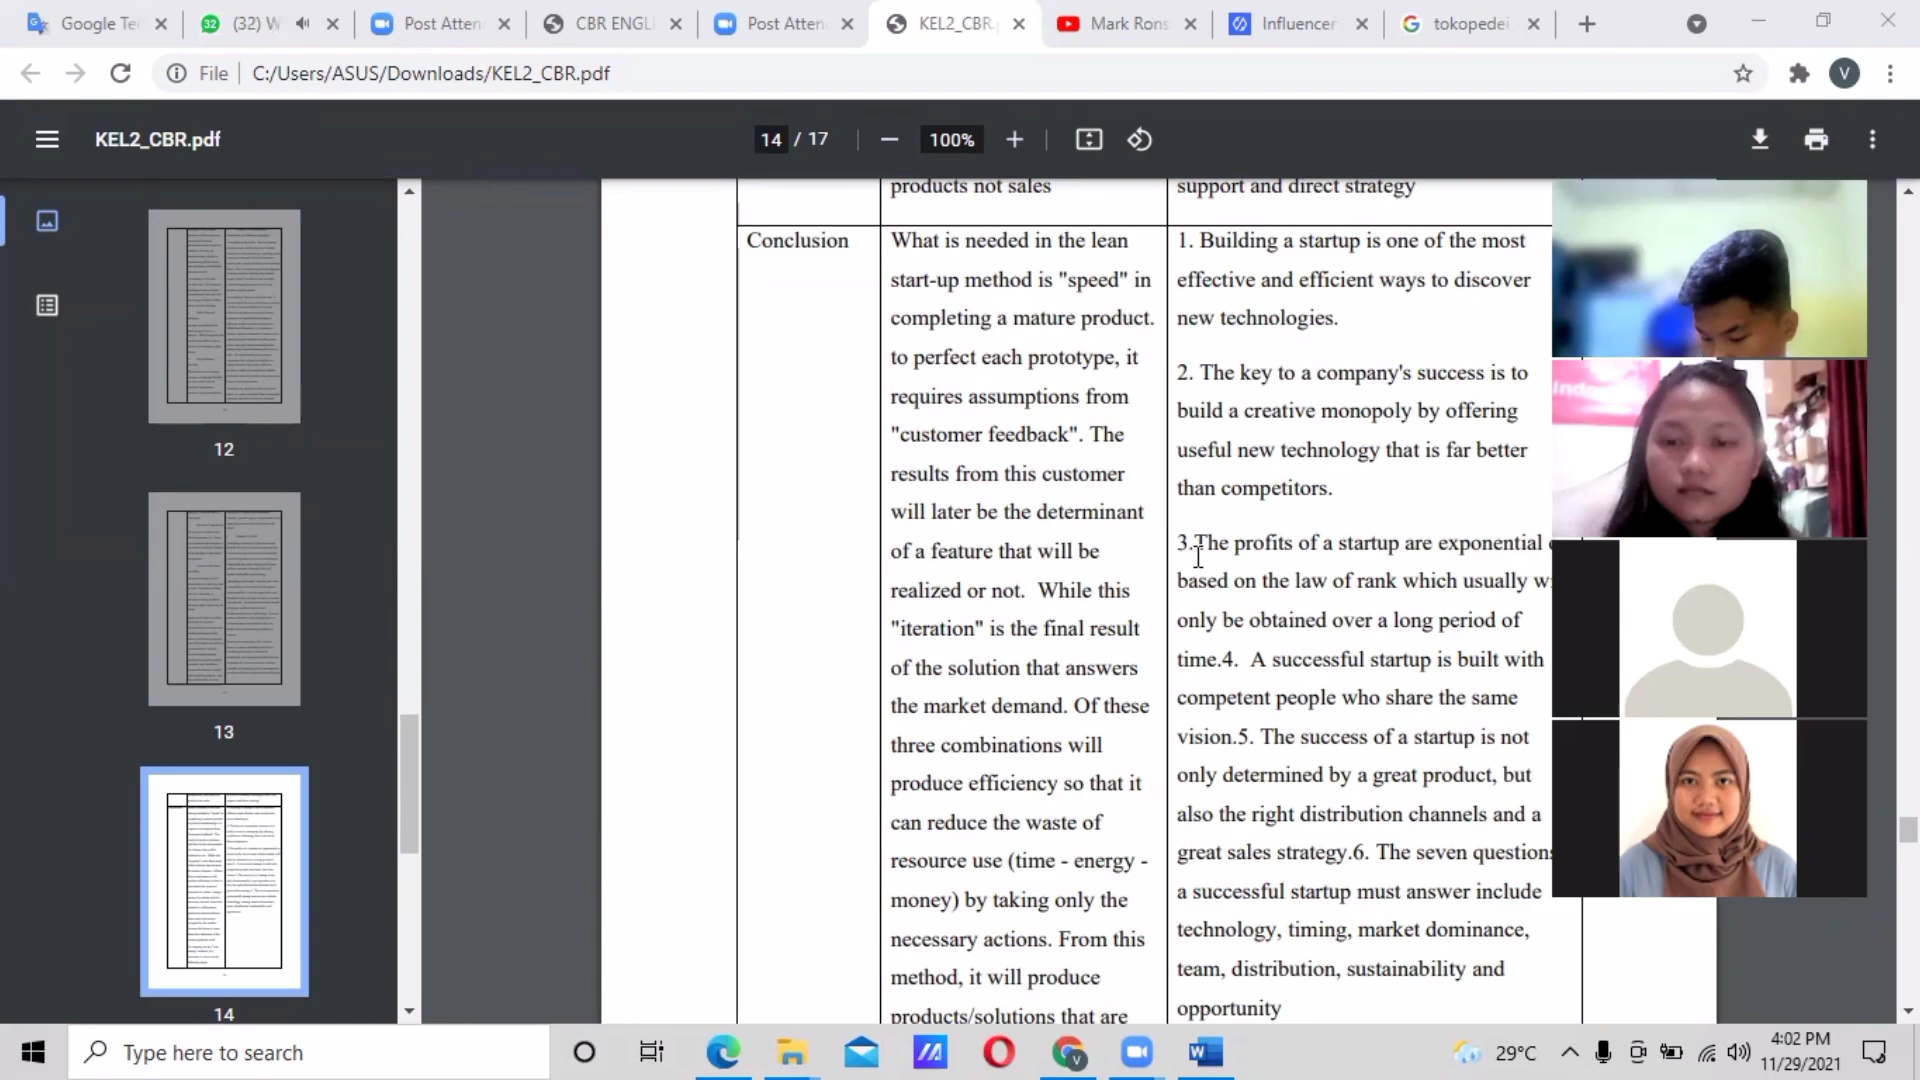 Google Te
32
(32) W
Post Atten
CBR ENGL
Post Atten
KEL2_CBR.
Mark Rons
Influencer
tokopedei
File
C:/Users/ASUS/Downloads/KEL2_CBR.pdf
V
KEL2_CBR.pdf
14 / 17
100%
12
13
14
products not sales
support and direct strategy
Conclusion
What is needed in the lean
start-up method is "speed" in
completing a mature product.
to perfect each prototype, it
requires assumptions from
"customer feedback". The
results from this customer
will later be the determinant
of a feature that will be
realized or not.  While this
"iteration" is the final result
of the solution that answers
the market demand. Of these
three combinations will
produce efficiency so that it
can reduce the waste of
resource use (time - energy -
money) by taking only the
necessary actions. From this
method, it will produce
products/solutions that are
1. Building a startup is one of the most
effective and efficient ways to discover
new technologies.
2. The key to a company's success is to
build a creative monopoly by offering
useful new technology that is far better
than competitors.
3.The profits of a startup are exponential
based on the law of rank which usually
only be obtained over a long period of
time.4.  A successful startup is built with
competent people who share the same
vision.5. The success of a startup is not
only determined by a great product, but
also the right distribution channels and a
great sales strategy.6. The seven questions
a successful startup must answer include
technology, timing, market dominance,
team, distribution, sustainability and
opportunity
Type here to search
29°C
4:02 PM
11/29/2021